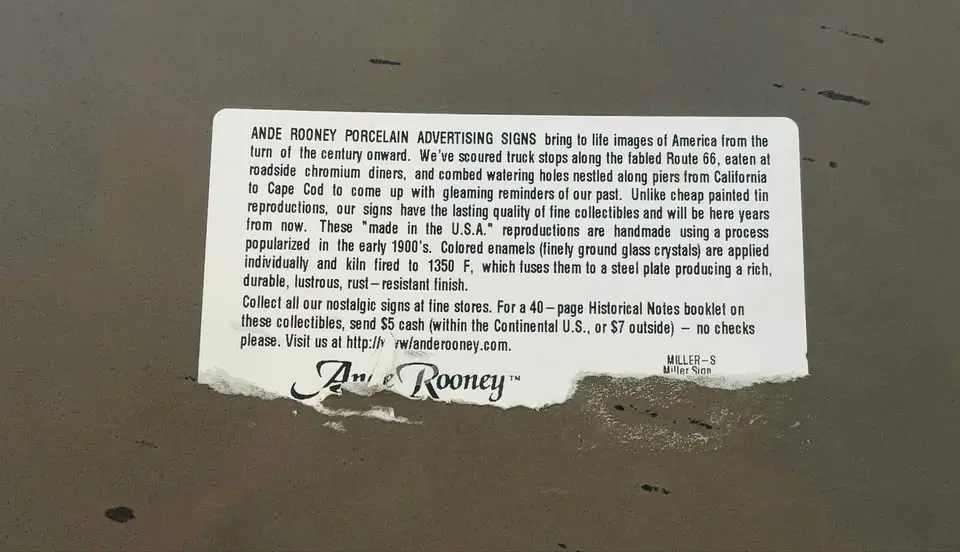 ANDE ROONEY PORCELAIN ADVERTISING SIGNS bring to life images of America from the
turn of the century onward. We've scoured truck stops along the fabled Route 66, eaten at
roadside chromium diners, and combed watering holes nestled along piers from California
to Cape Cod to come up with gleaming reminders of our past. Unlike cheap painted tin
reproductions, our signs have the lasting quality of fine collectibles and will be here years
from now. These "made in the U.S.A." reproductions are handmade using a process
popularized in the early 1900's. Colored enamels (finely ground glass crystals) are applied
individually and kiln fired to 1350 F, which fuses them to a steel plate producing a rich,
durable, lustrous, rust-resistant finish.
Collect all our nostalgic signs at fine stores. For a 40-page Historical Notes booklet on
these collectibles, send $5 cash (within the Continental U.S., or $7 outside) - no checks
please. Visit us at http://w w/anderooney.com.
Ande Rooney™
MILLER-S
Miller Sign